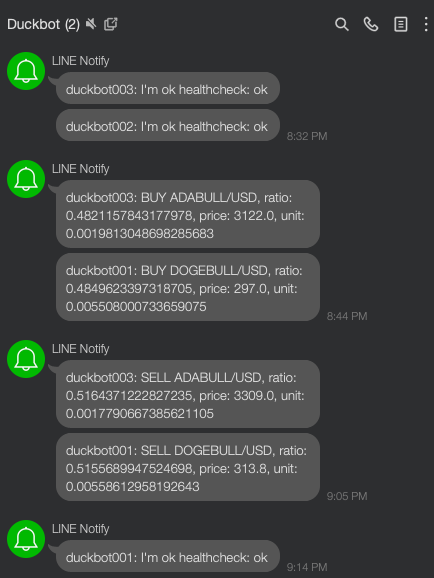 Duckbot (2)
LINE Notify
duckbot003: I'm ok healthcheck: ok
duckbot002: I'm ok healthcheck: ok
8:32 PM
LINE Notify
duckbot003: BUY ADABULL/USD, ratio:
0.4821157843177978, price: 3122.0, unit:
0.0019813048698285683
duckbot001: BUY DOGEBULL/USD, ratio:
0.4849623397318705, price: 297.0, unit:
0.005508000733659075
8:44 PM
LINE Notify
duckbot003: SELL ADABULL/USD, ratio:
0.5164371222827235, price: 3309.0, unit:
0.0017790667385621105
duckbot001: SELL DOGEBULL/USD, ratio:
0.5155689947524698, price: 313.8, unit:
0.00558612958192643
9:05 PM
LINE Notify
duckbot001: I'm ok healthcheck: ok
9:14 PM